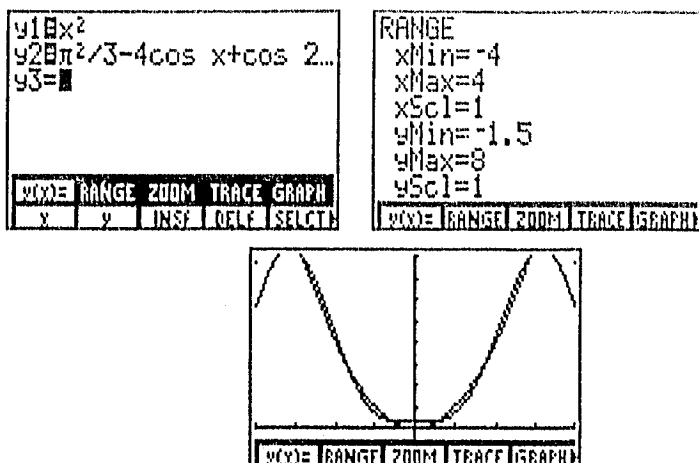 y1=x²
y2=π²/3-4cos x+cos 2…
y3=
y(x)= RANGE ZOOM TRACE GRAPH
x y INSf DELf SELCT
RANGE
xMin=-4
xMax=4
xScl=1
yMin=-1.5
yMax=8
yScl=1
y(x)= RANGE ZOOM TRACE GRAPH
y(x)= RANGE ZOOM TRACE GRAPH